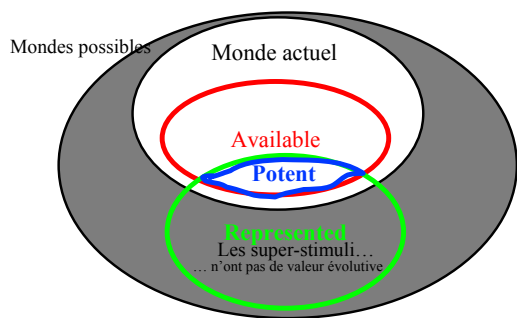 Mondes possibles
Monde actuel
Available
Potent
Represented
Les super-stimuli…
… n’ont pas de valeur évolutive